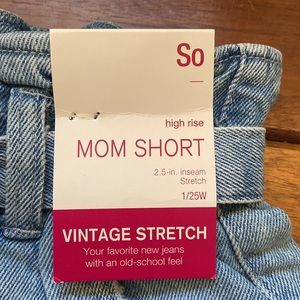 So
high rise
MOM SHORT
2.5-in. inseam
Stretch
1/25W
VINTAGE STRETCH
Your favorite new jeans
with an old-school feel